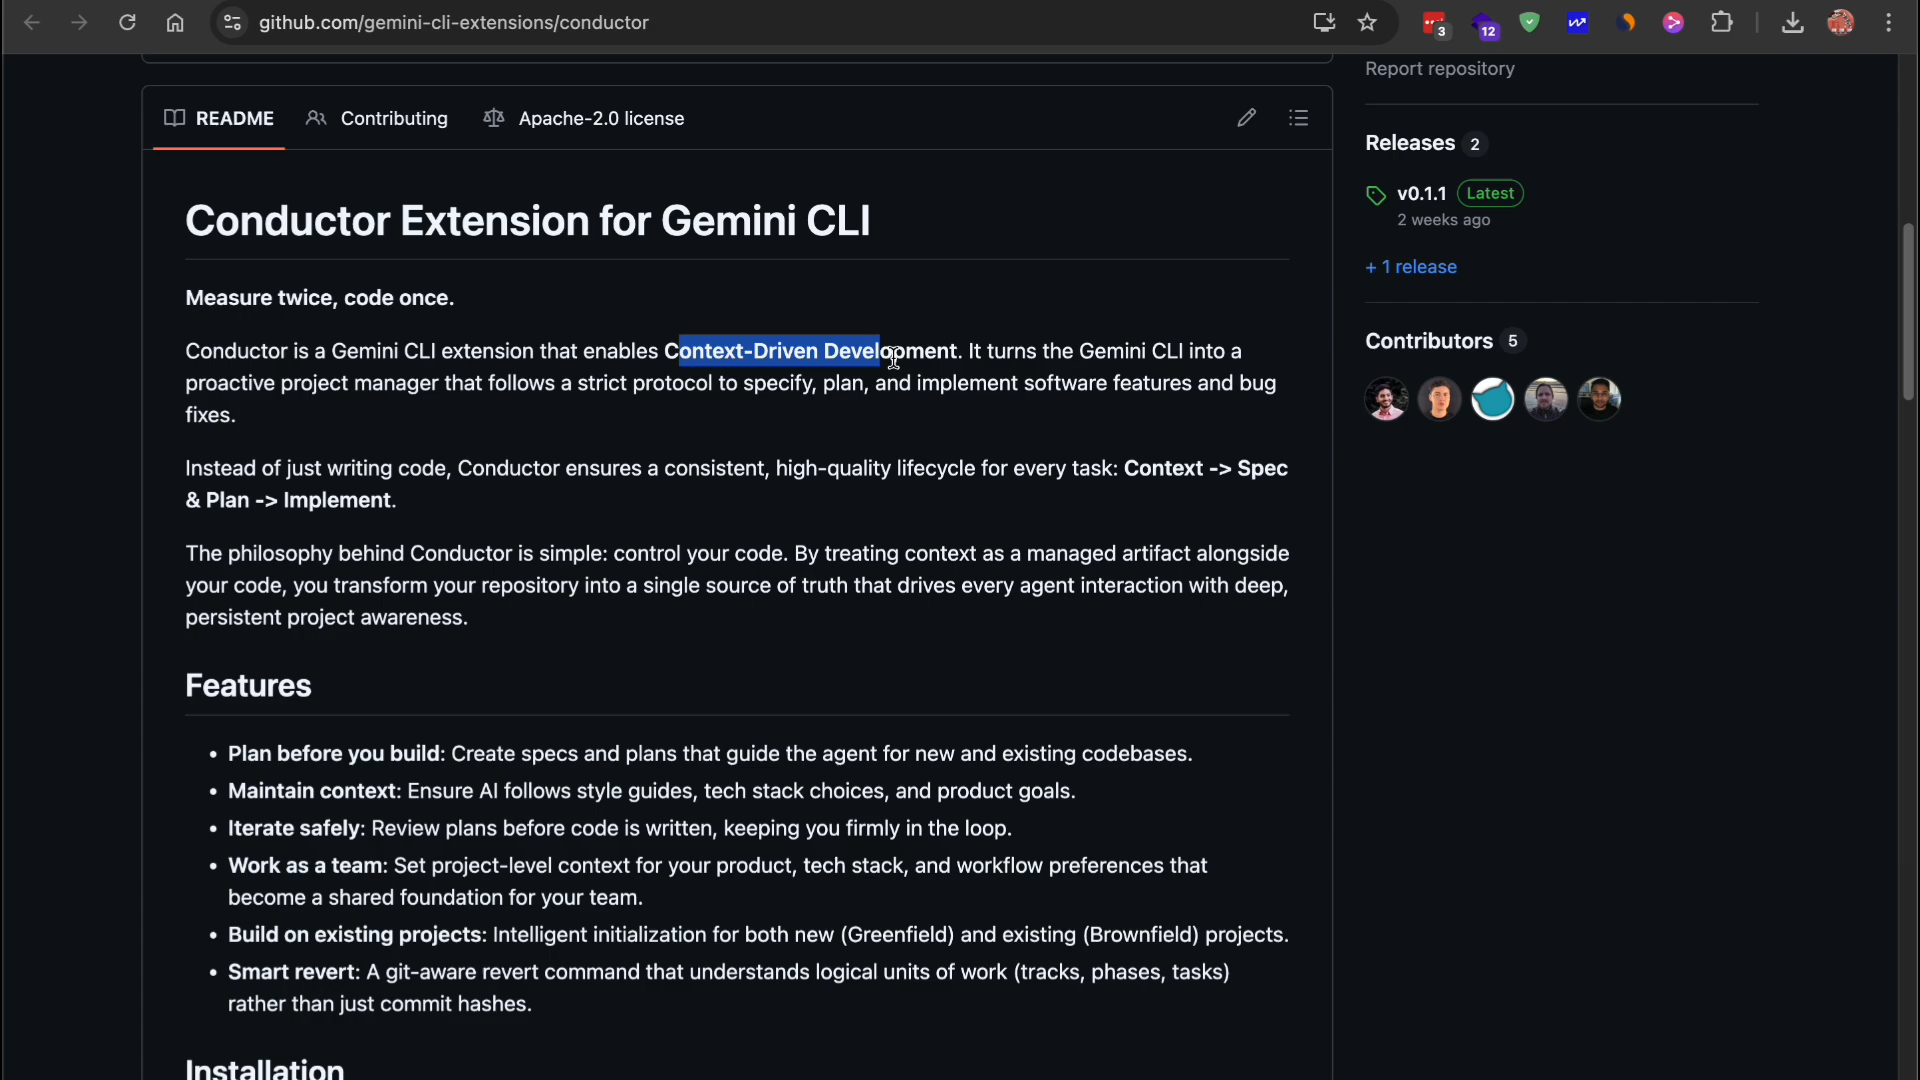 github.com/gemini-cli-extensions/conductor
3
12
Report repository
README
Contributing
Apache-2.0 license
Releases 2
v0.1.1 Latest
2 weeks ago
+ 1 release
Contributors 5
Conductor Extension for Gemini CLI
Measure twice, code once.
Conductor is a Gemini CLI extension that enables Context-Driven Development. It turns the Gemini CLI into a
proactive project manager that follows a strict protocol to specify, plan, and implement software features and bug
fixes.
Instead of just writing code, Conductor ensures a consistent, high-quality lifecycle for every task: Context -> Spec
& Plan -> Implement.
The philosophy behind Conductor is simple: control your code. By treating context as a managed artifact alongside
your code, you transform your repository into a single source of truth that drives every agent interaction with deep,
persistent project awareness.
Features
• Plan before you build: Create specs and plans that guide the agent for new and existing codebases.
• Maintain context: Ensure AI follows style guides, tech stack choices, and product goals.
• Iterate safely: Review plans before code is written, keeping you firmly in the loop.
• Work as a team: Set project-level context for your product, tech stack, and workflow preferences that
become a shared foundation for your team.
• Build on existing projects: Intelligent initialization for both new (Greenfield) and existing (Brownfield) projects.
• Smart revert: A git-aware revert command that understands logical units of work (tracks, phases, tasks)
rather than just commit hashes.
Installation